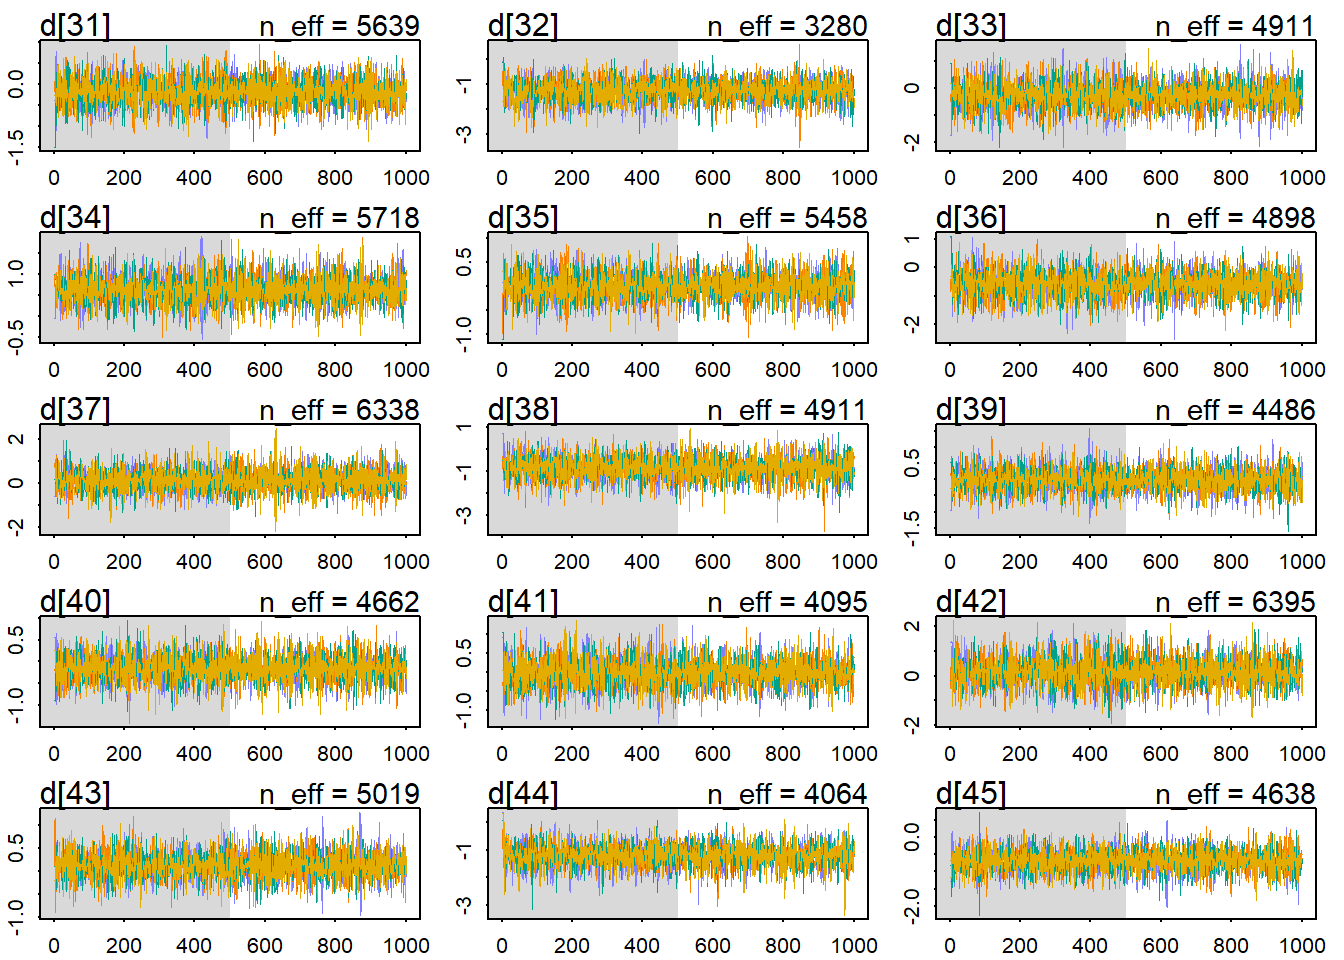 d[31] n_eff = 5639 d[32] n_eff = 3280 d[33] n_eff = 4911
0.0 -1.5 -1 -3 0 -2
0 200 400 600 800 1000 0 200 400 600 800 1000 0 200 400 600 800 1000
d[34] n_eff = 5718 d[35] n_eff = 5458 d[36] n_eff = 4898
1.0 -0.5 0.5 -1.0 1 0 -2
0 200 400 600 800 1000 0 200 400 600 800 1000 0 200 400 600 800 1000
d[37] n_eff = 6338 d[38] n_eff = 4911 d[39] n_eff = 4486
2 0 -2 1 -1 -3 0.5 -1.5
0 200 400 600 800 1000 0 200 400 600 800 1000 0 200 400 600 800 1000
d[40] n_eff = 4662 d[41] n_eff = 4095 d[42] n_eff = 6395
0.5 -1.0 0.5 -1.0 2 0 -2
0 200 400 600 800 1000 0 200 400 600 800 1000 0 200 400 600 800 1000
d[43] n_eff = 5019 d[44] n_eff = 4064 d[45] n_eff = 4638
0.5 -1.0 -1 -3 0.0 -2.0
0 200 400 600 800 1000 0 200 400 600 800 1000 0 200 400 600 800 1000